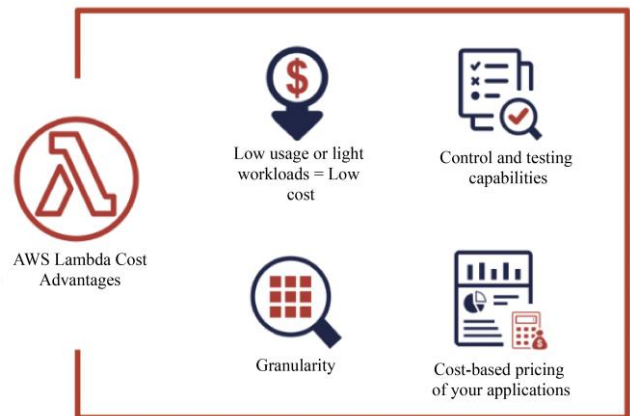 AWS Lambda Cost
Advantages
$
Low usage or light
workloads = Low
cost
Control and testing
capabilities
Granularity
Cost-based pricing
of your applications